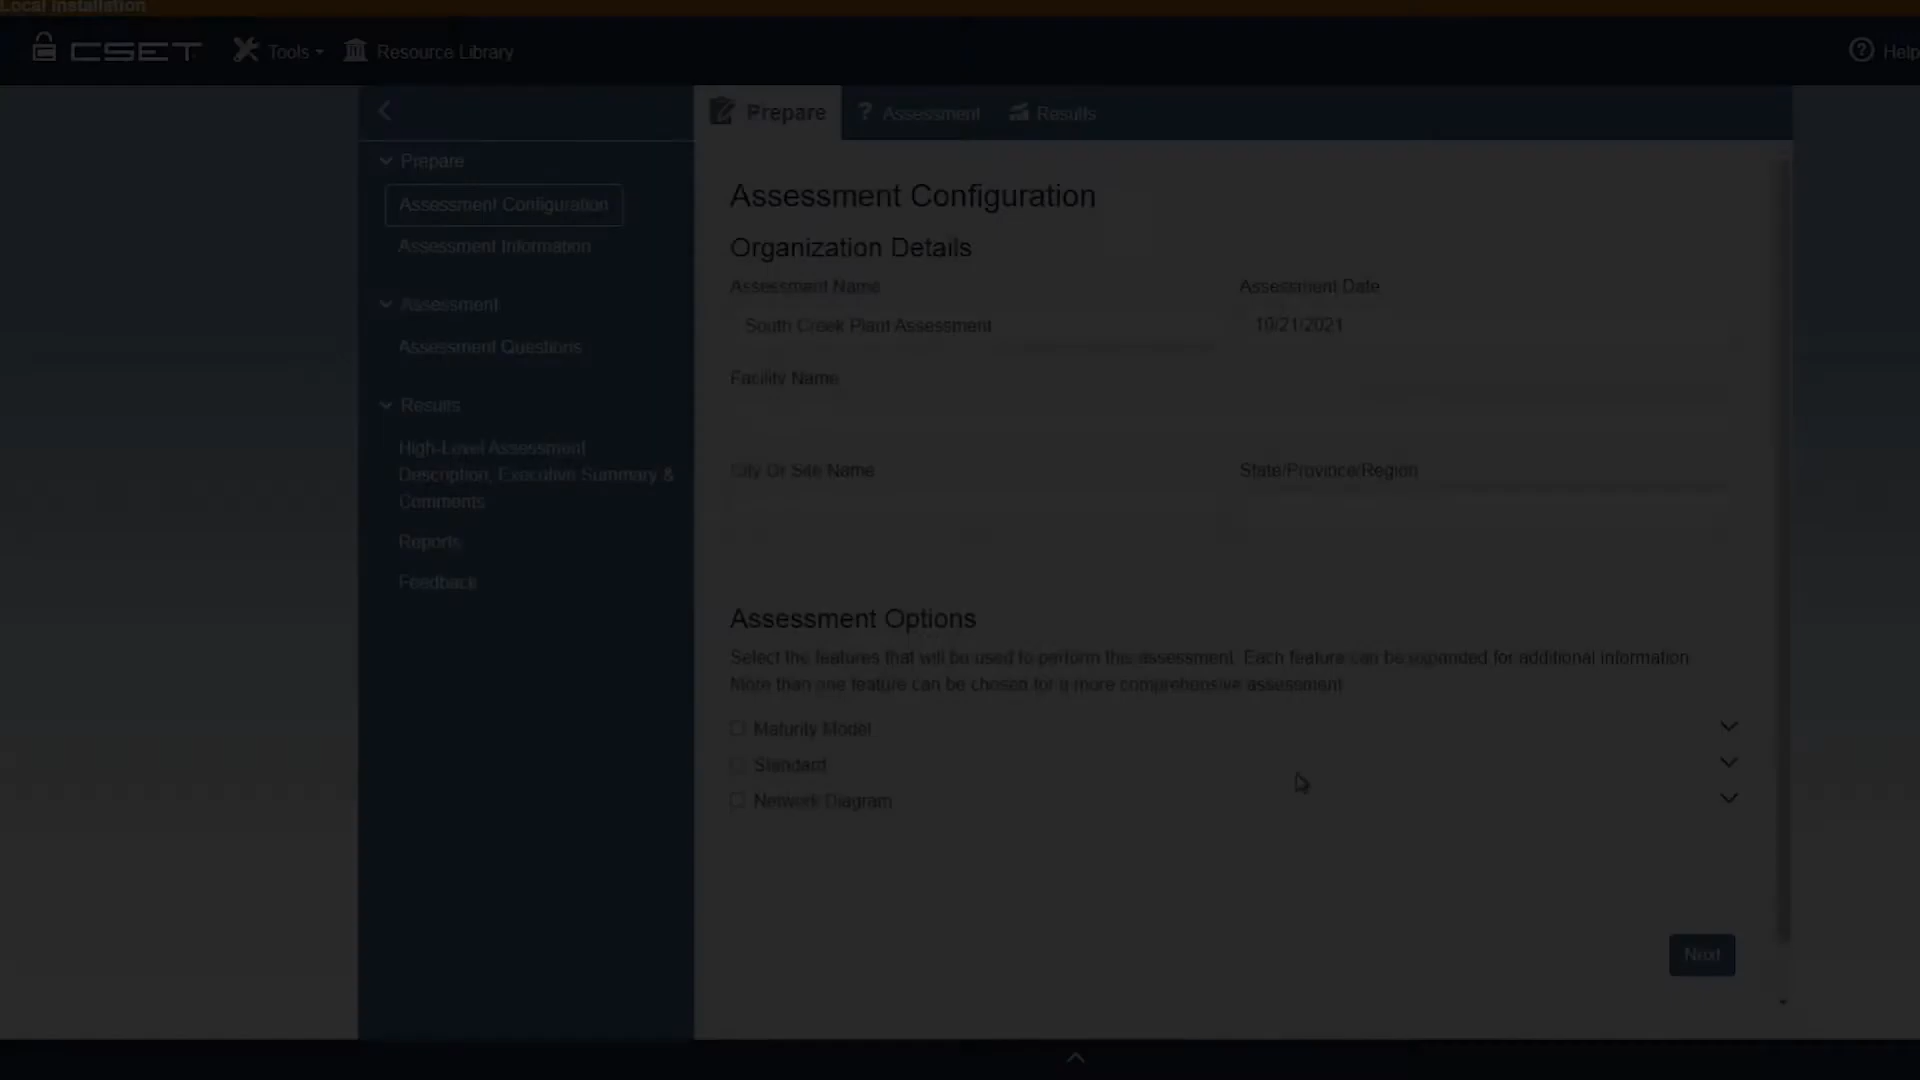 Local Installation
CSET Tools Resource Library Help
Prepare Assessment Results
Prepare
Assessment Configuration
Assessment Information
Assessment
Assessment Questions
Results
High-Level Assessment
Description, Executive Summary &
Comments
Reports
Feedback
Assessment Configuration
Organization Details
Assessment Name Assessment Date
South Creek Plant Assessment 10/21/2021
Facility Name
City Or Site Name State/Province/Region
Assessment Options
Select the features that will be used to perform this assessment. Each feature can be expanded for additional information.
More than one feature can be chosen for a more comprehensive assessment.
Maturity Model
Standard
Network Diagram
Next